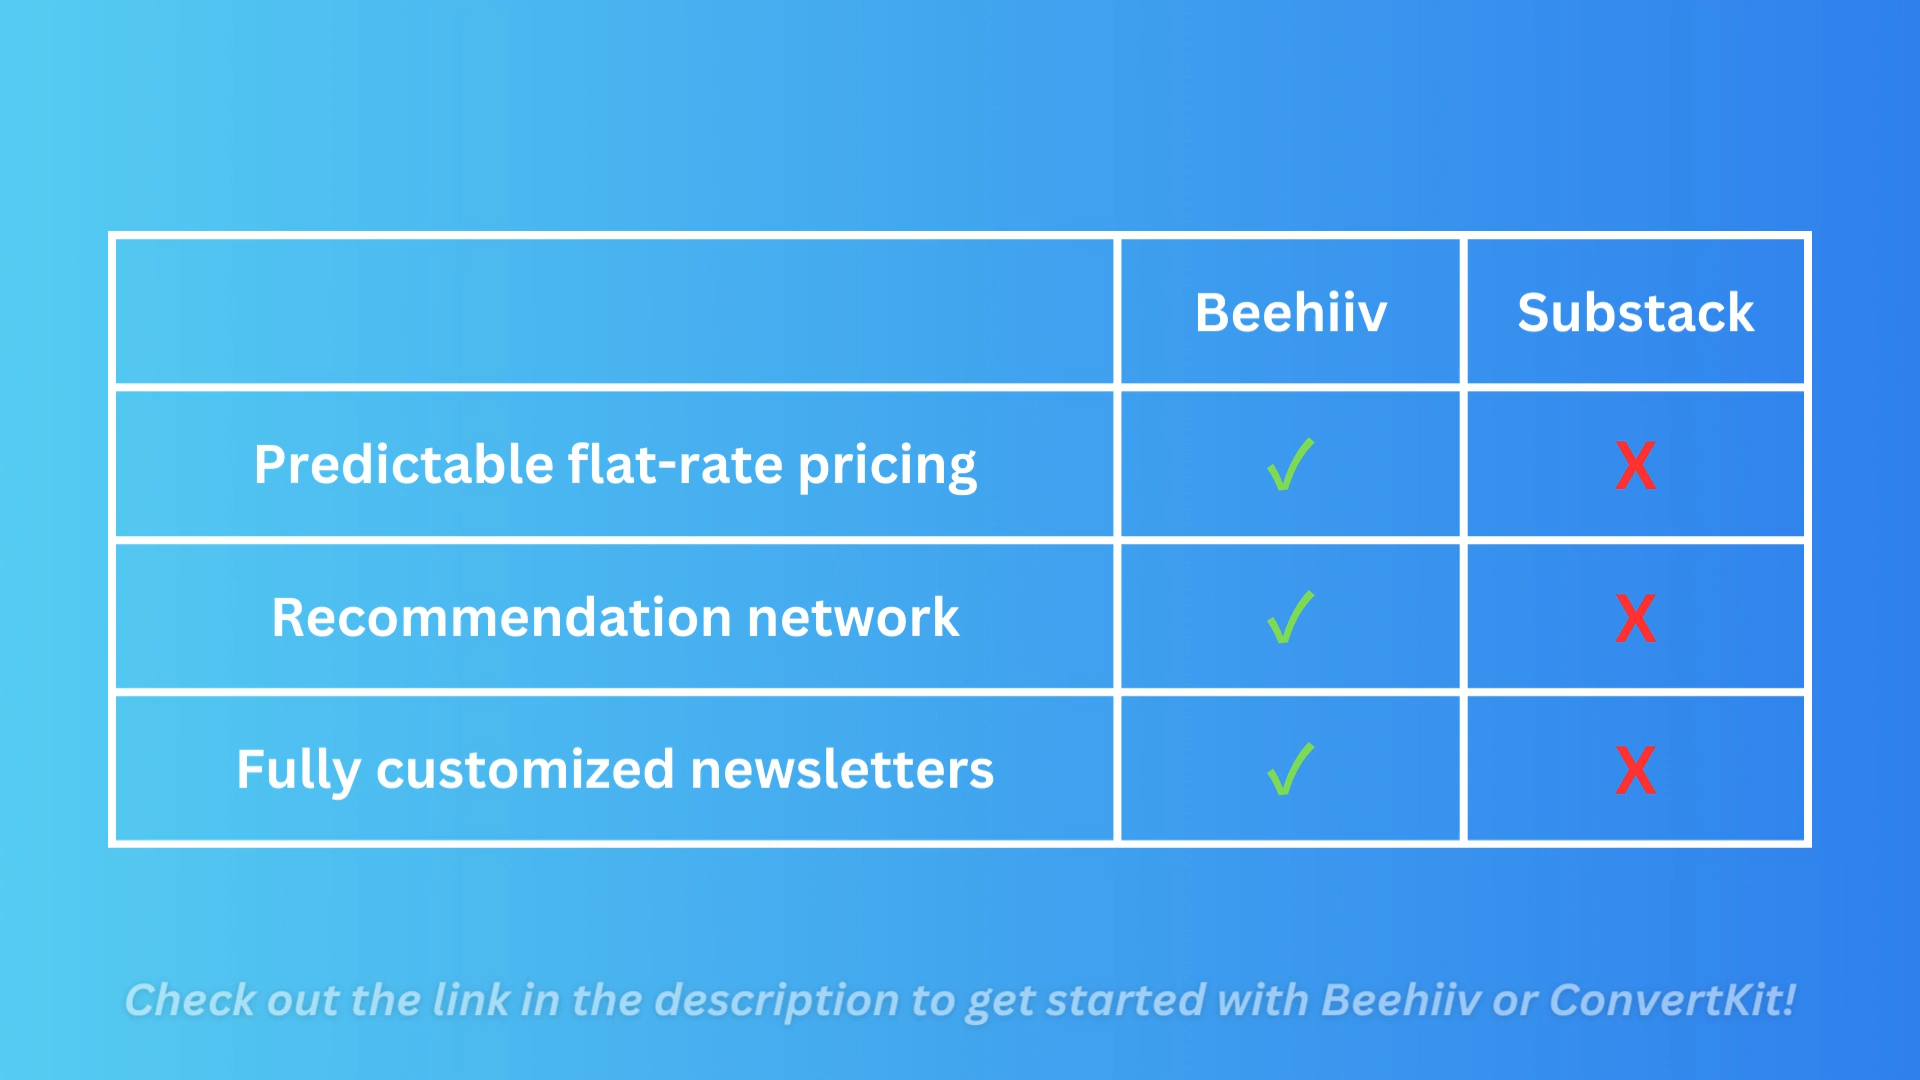 Beehiiv Substack
Predictable flat-rate pricing ✓ X
Recommendation network ✓ X
Fully customized newsletters ✓ X
Check out the link in the description to get started with Beehiiv or ConvertKit!